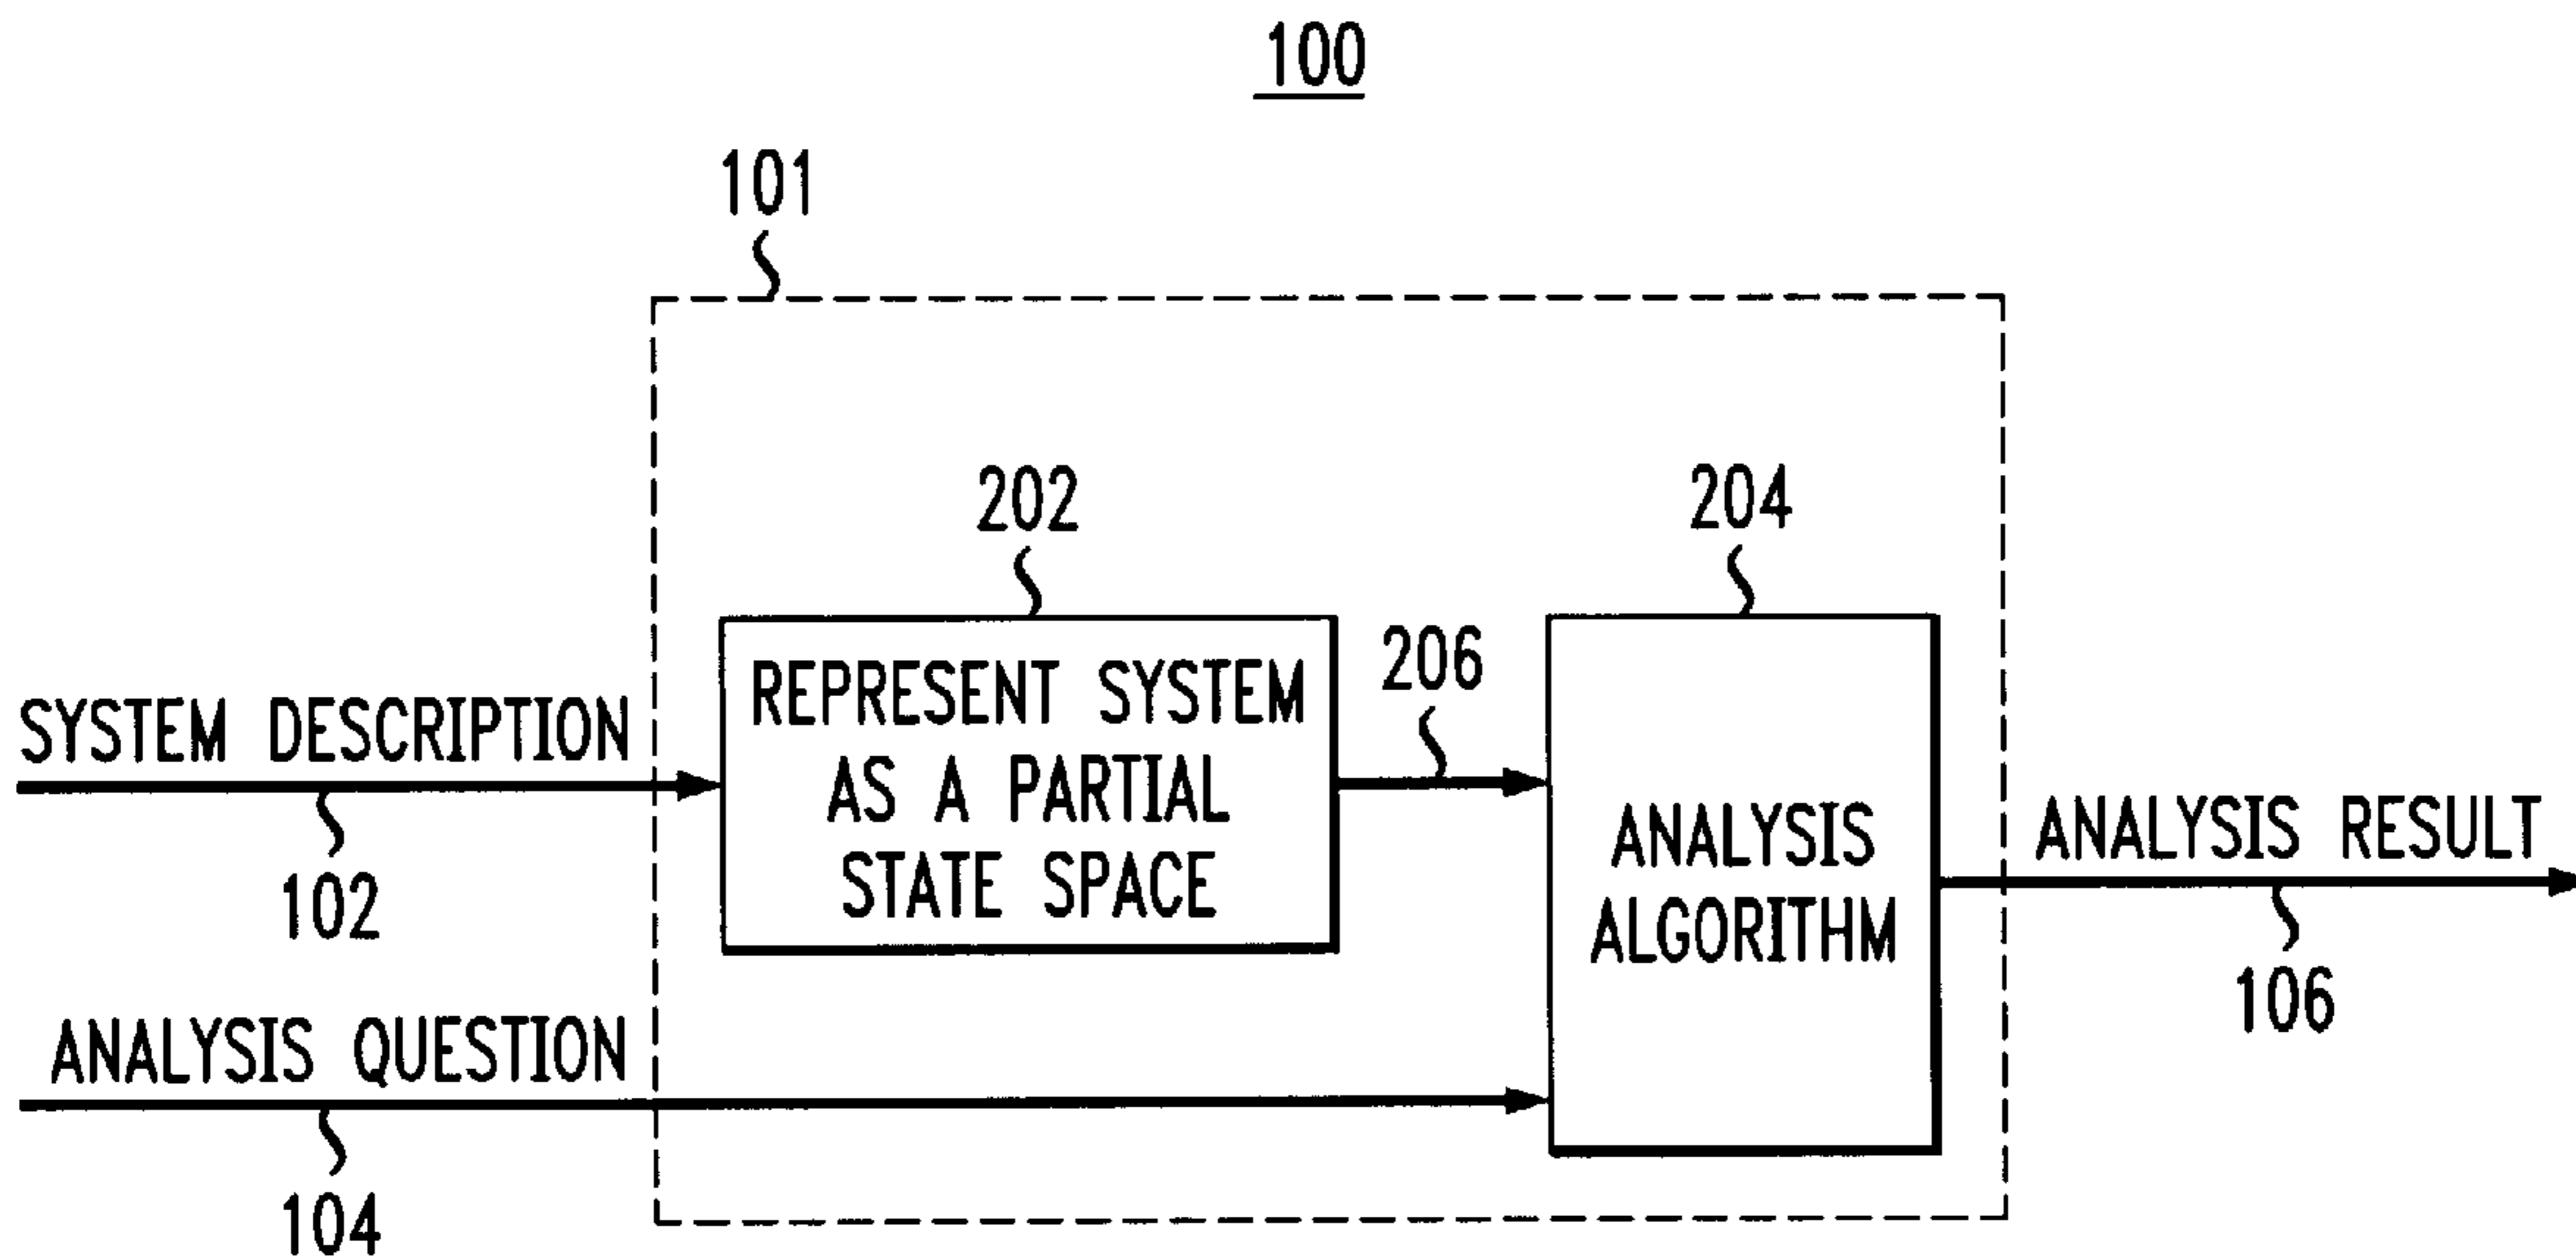 100
101
202
204
REPRESENT SYSTEM
AS A PARTIAL
STATE SPACE
206
SYSTEM DESCRIPTION
102
ANALYSIS
ALGORITHM
ANALYSIS RESULT
106
ANALYSIS QUESTION
104